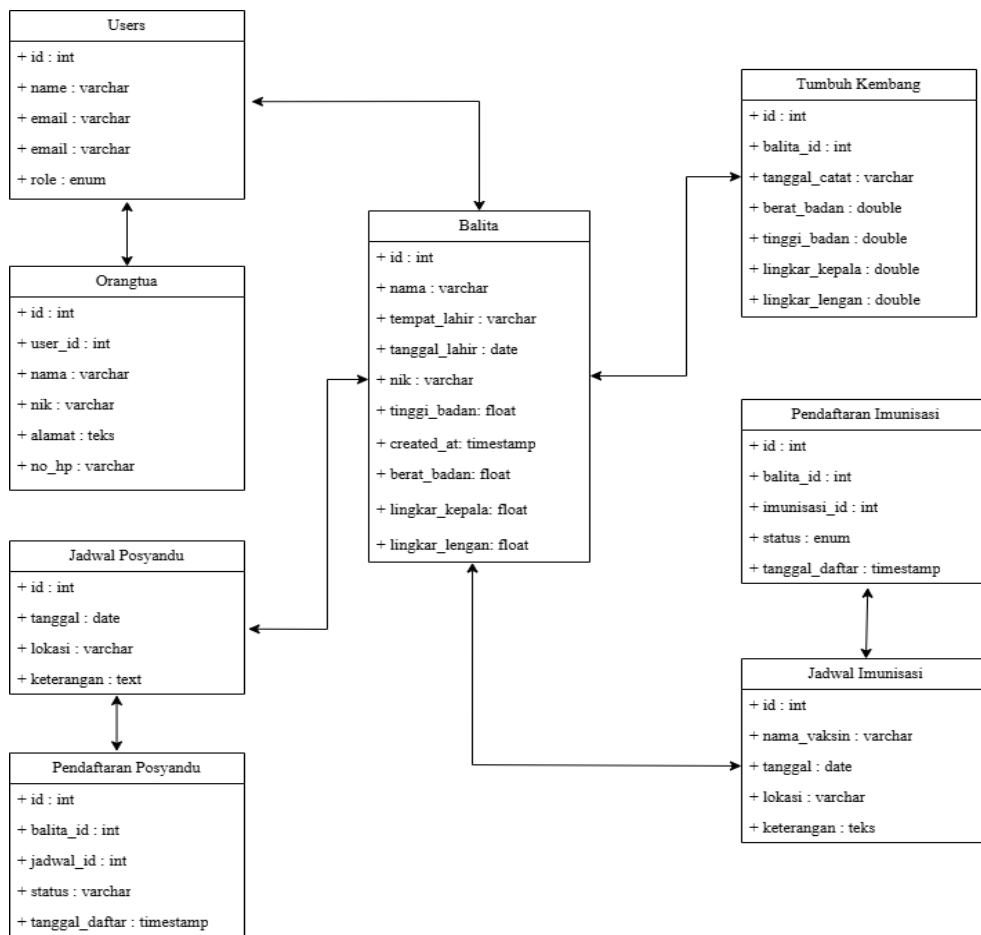 Users
+ id : int
+ name : varchar
+ email : varchar
+ email : varchar
+ role : enum
Orangtua
+ id : int
+ user_id : int
+ nama : varchar
+ nik : varchar
+ alamat : teks
+ no_hp : varchar
Jadwal Posyandu
+ id : int
+ tanggal : date
+ lokasi : varchar
+ keterangan : text
Pendaftaran Posyandu
+ id : int
+ balita_id : int
+ jadwal_id : int
+ status : varchar
+ tanggal_daftar : timestamp
Balita
+ id : int
+ nama : varchar
+ tempat_lahir : varchar
+ tanggal_lahir : date
+ nik : varchar
+ tinggi_badan: float
+ created_at: timestamp
+ berat_badan: float
+ lingkar_kepala: float
+ lingkar_lengan: float
Tumbuh Kembang
+ id : int
+ balita_id : int
+ tanggal_catat : varchar
+ berat_badan : double
+ tinggi_badan : double
+ lingkar_kepala : double
+ lingkar_lengan : double
Pendaftaran Imunisasi
+ id : int
+ balita_id : int
+ imunisasi_id : int
+ status : enum
+ tanggal_daftar : timestamp
Jadwal Imunisasi
+ id : int
+ nama_vaksin : varchar
+ tanggal : date
+ lokasi : varchar
+ keterangan : teks